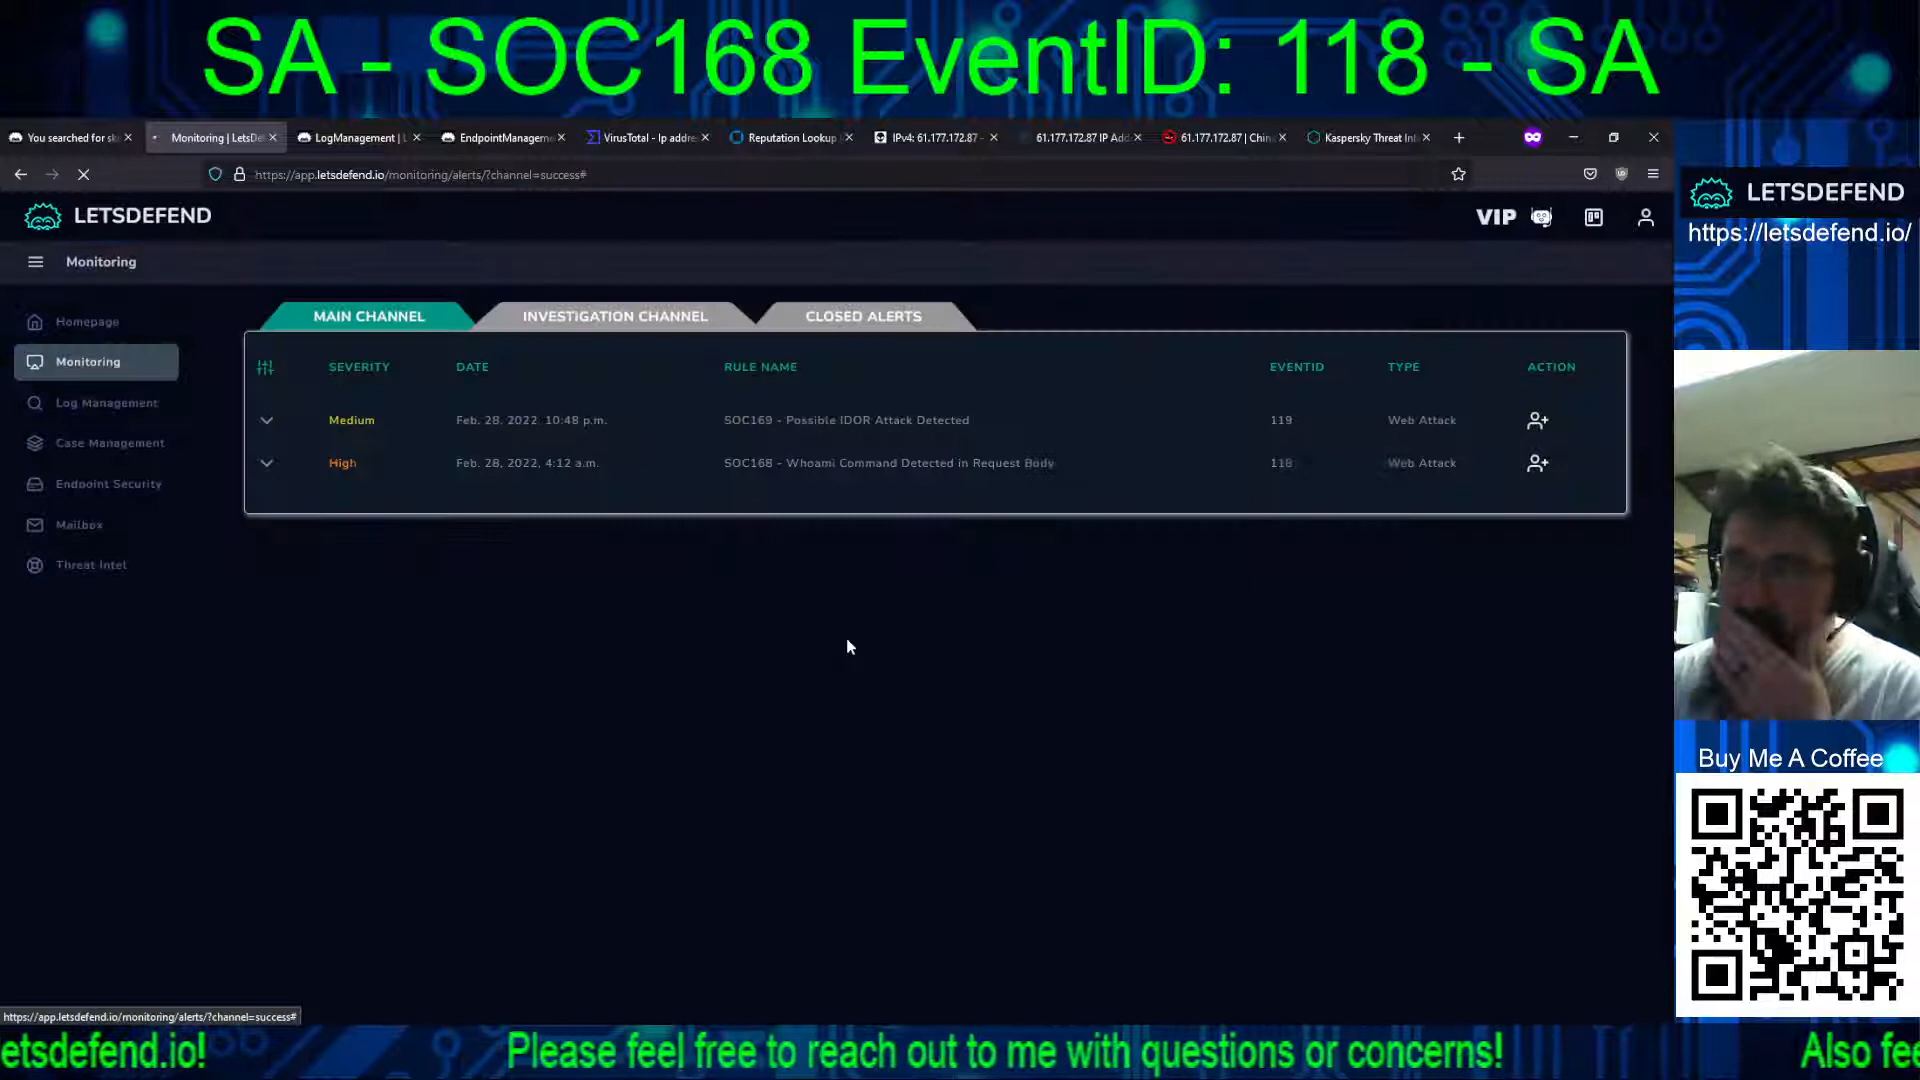 SA - SOC168 EventID: 118 - SA
You searched for sk
Monitoring | LetsDe
LogManagement | L
EndpointManageme
VirusTotal - Ip addre
Reputation Lookup
IPv4: 61.177.172.87 -
61.177.172.87 IP Add
61.177.172.87 | Chin
Kaspersky Threat Int
https://app.letsdefend.io/monitoring/alerts/?channel=success#
LETSDEFEND
VIP
Monitoring
LETSDEFEND
https://letsdefend.io/
Homepage
Monitoring
Log Management
Case Management
Endpoint Security
Mailbox
Threat Intel
MAIN CHANNEL
INVESTIGATION CHANNEL
CLOSED ALERTS
SEVERITY DATE RULE NAME EVENTID TYPE ACTION
Medium Feb. 28, 2022, 10:48 p.m. SOC169 - Possible IDOR Attack Detected 119 Web Attack
High Feb. 28, 2022, 4:12 a.m. SOC168 - Whoami Command Detected in Request Body 118 Web Attack
Buy Me A Coffee
https://app.letsdefend.io/monitoring/alerts/?channel=success#
etsdefend.io! Please feel free to reach out to me with questions or concerns! Also fee